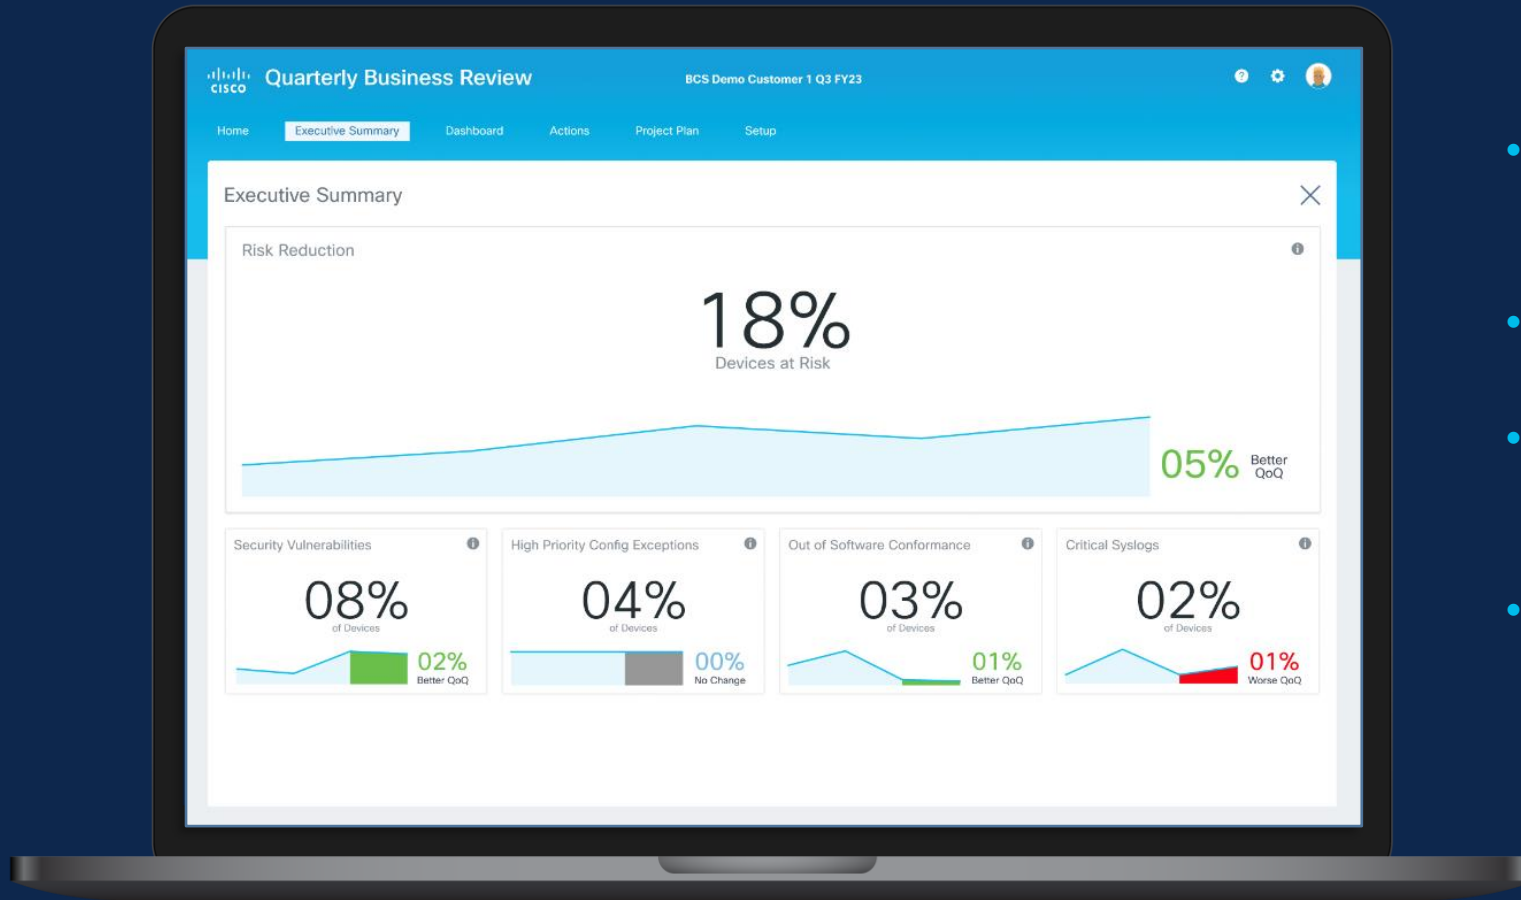 CISCO
Quarterly Business Review
BCS Demo Customer 1 Q3 FY23
?
Home
Executive Summary
Dashboard
Actions
Project Plan
Setup
Executive Summary
Risk Reduction
18%
Devices at Risk
05%
Better
QoQ
Security Vulnerabilities
08%
of Devices
02%
Better QoQ
High Priority Config Exceptions
04%
of Devices
00%
No Change
Out of Software Conformance
03%
of Devices
01%
Better QoQ
Critical Syslogs
02%
of Devices
01%
Worse QoQ